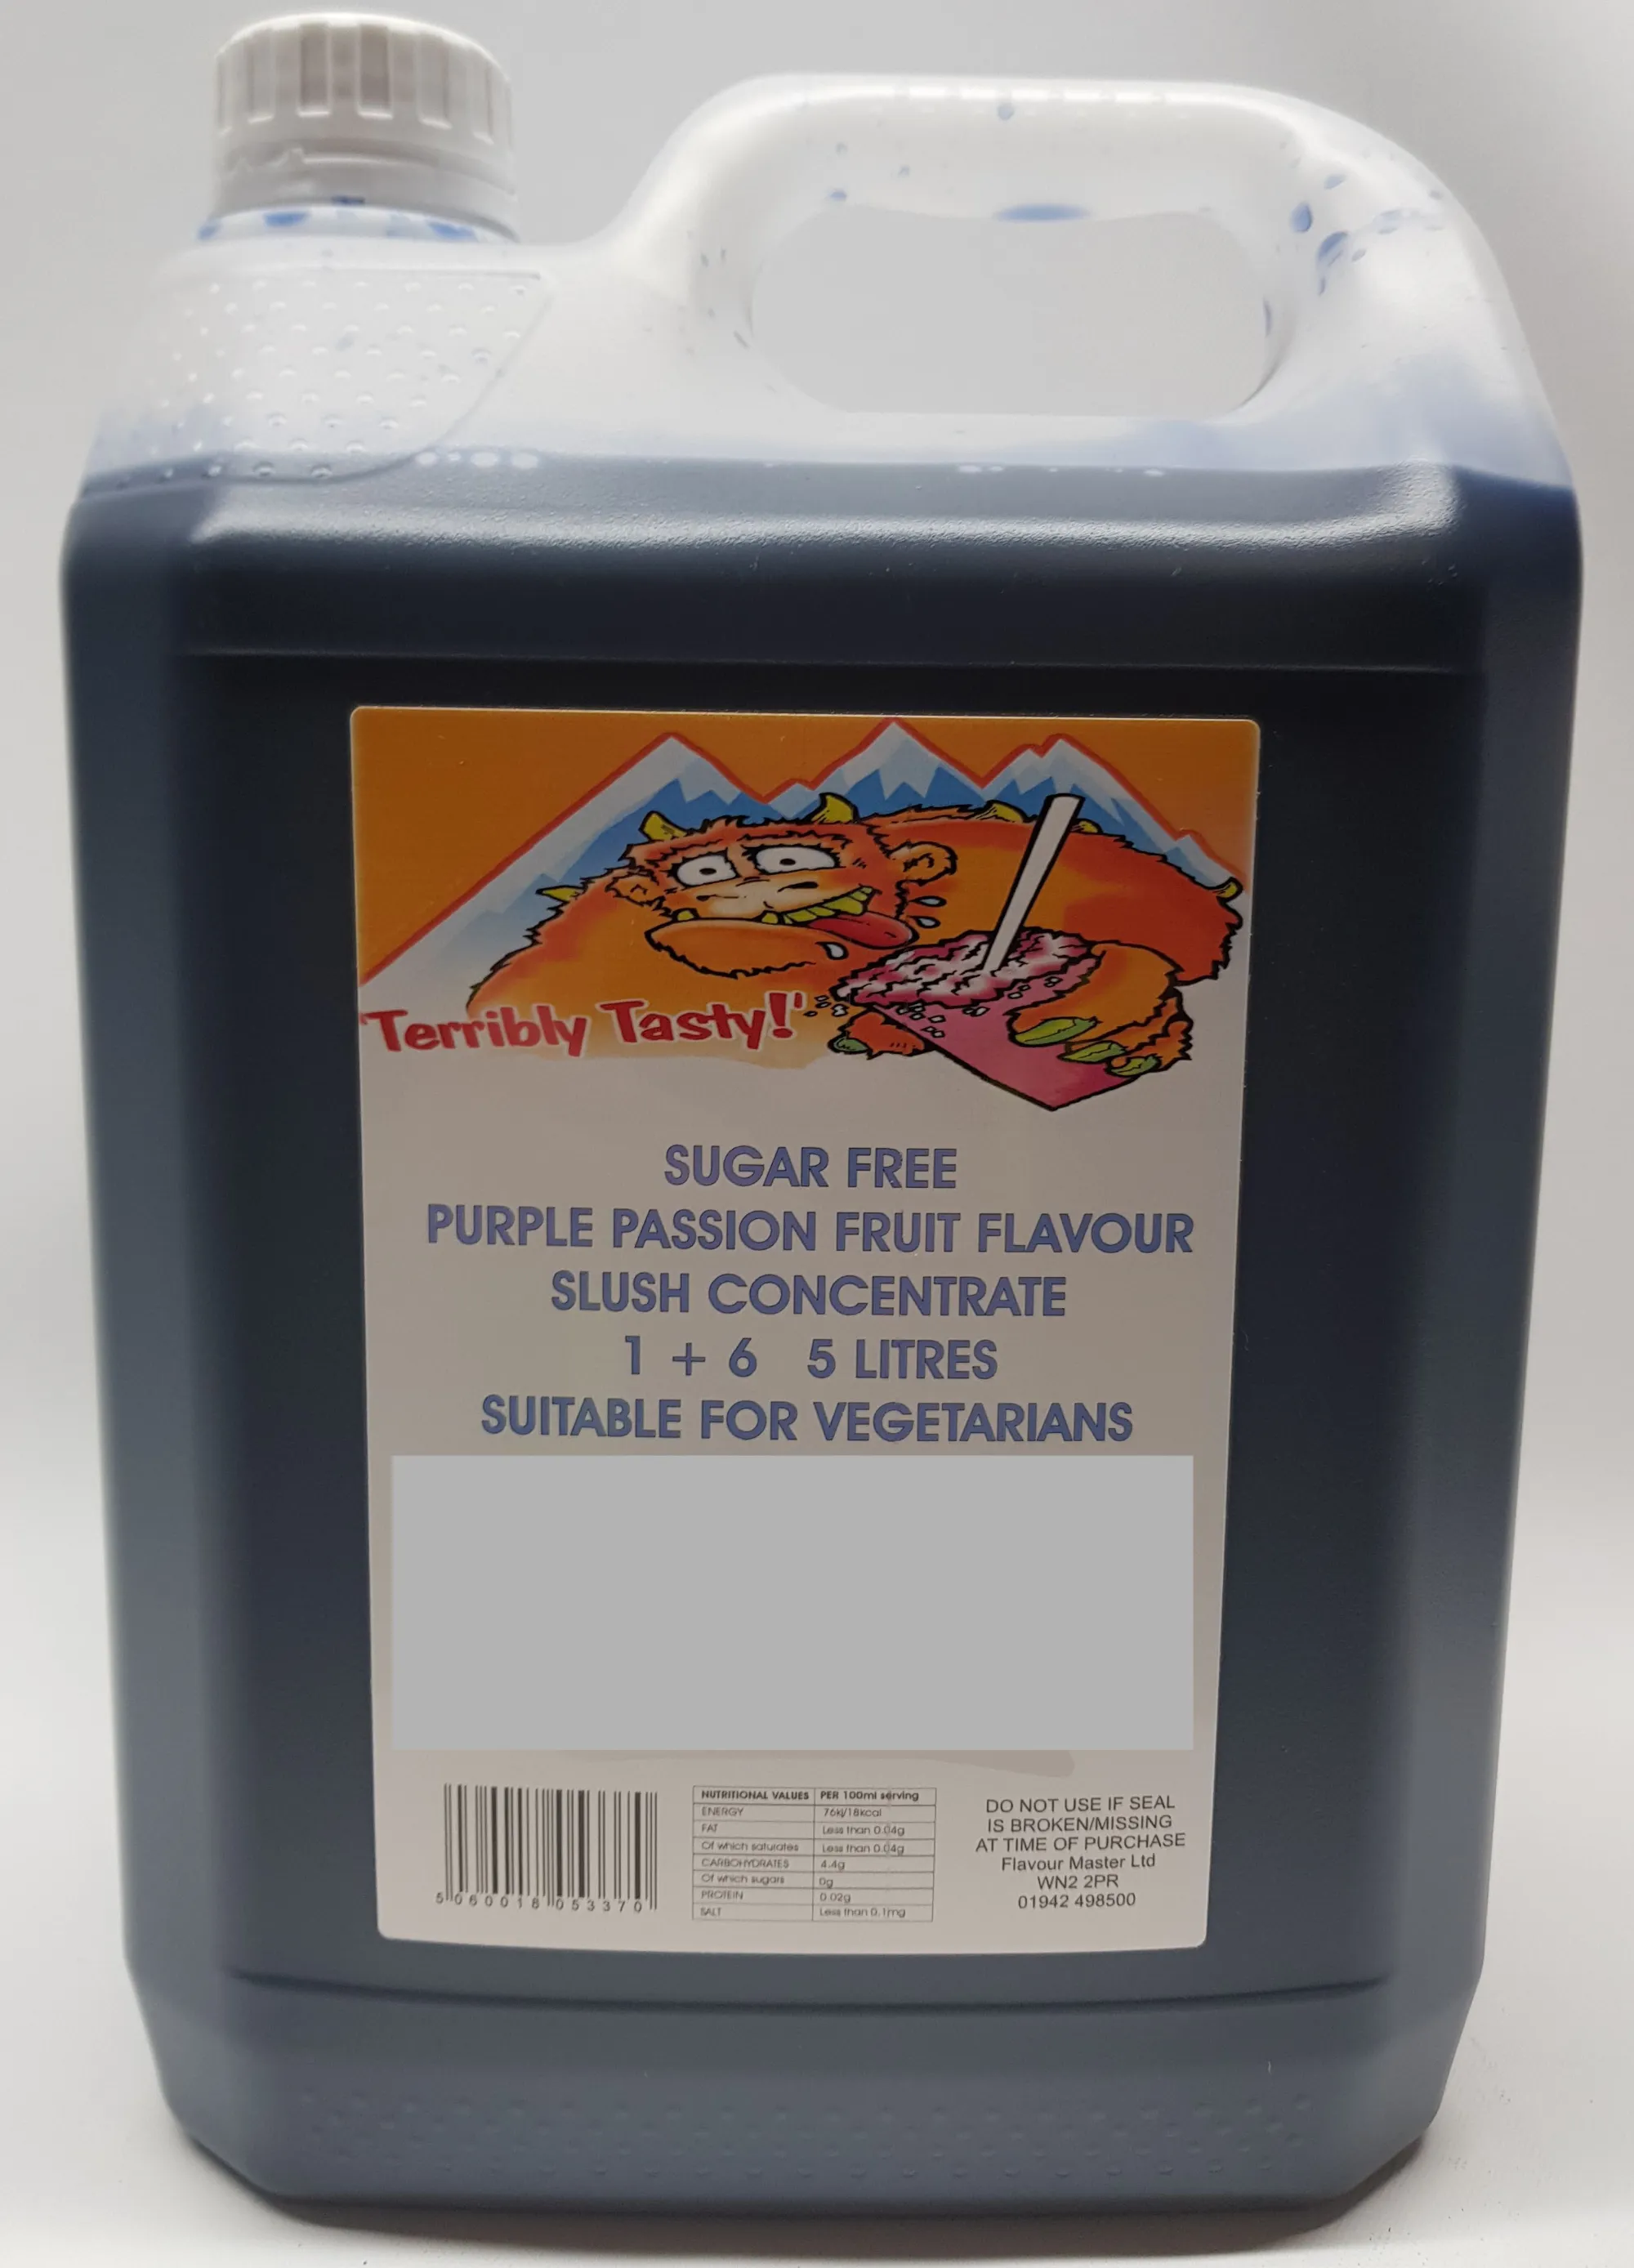 'Terribly Tasty!'
SUGAR FREE
PURPLE PASSION FRUIT FLAVOUR
SLUSH CONCENTRATE
1 + 6 5 LITRES
SUITABLE FOR VEGETARIANS
5 060018 053370
NUTRITIONAL VALUES PER 100ml serving
ENERGY 76kj/18kcal
FAT Less than 0.04g
Of which saturates Less than 0.04g
CARBOHYDRATES 4.4g
Of which sugars 0g
PROTEIN 0.02g
SALT Less than 0.1mg
DO NOT USE IF SEAL
IS BROKEN/MISSING
AT TIME OF PURCHASE
Flavour Master Ltd
WN2 2PR
01942 498500